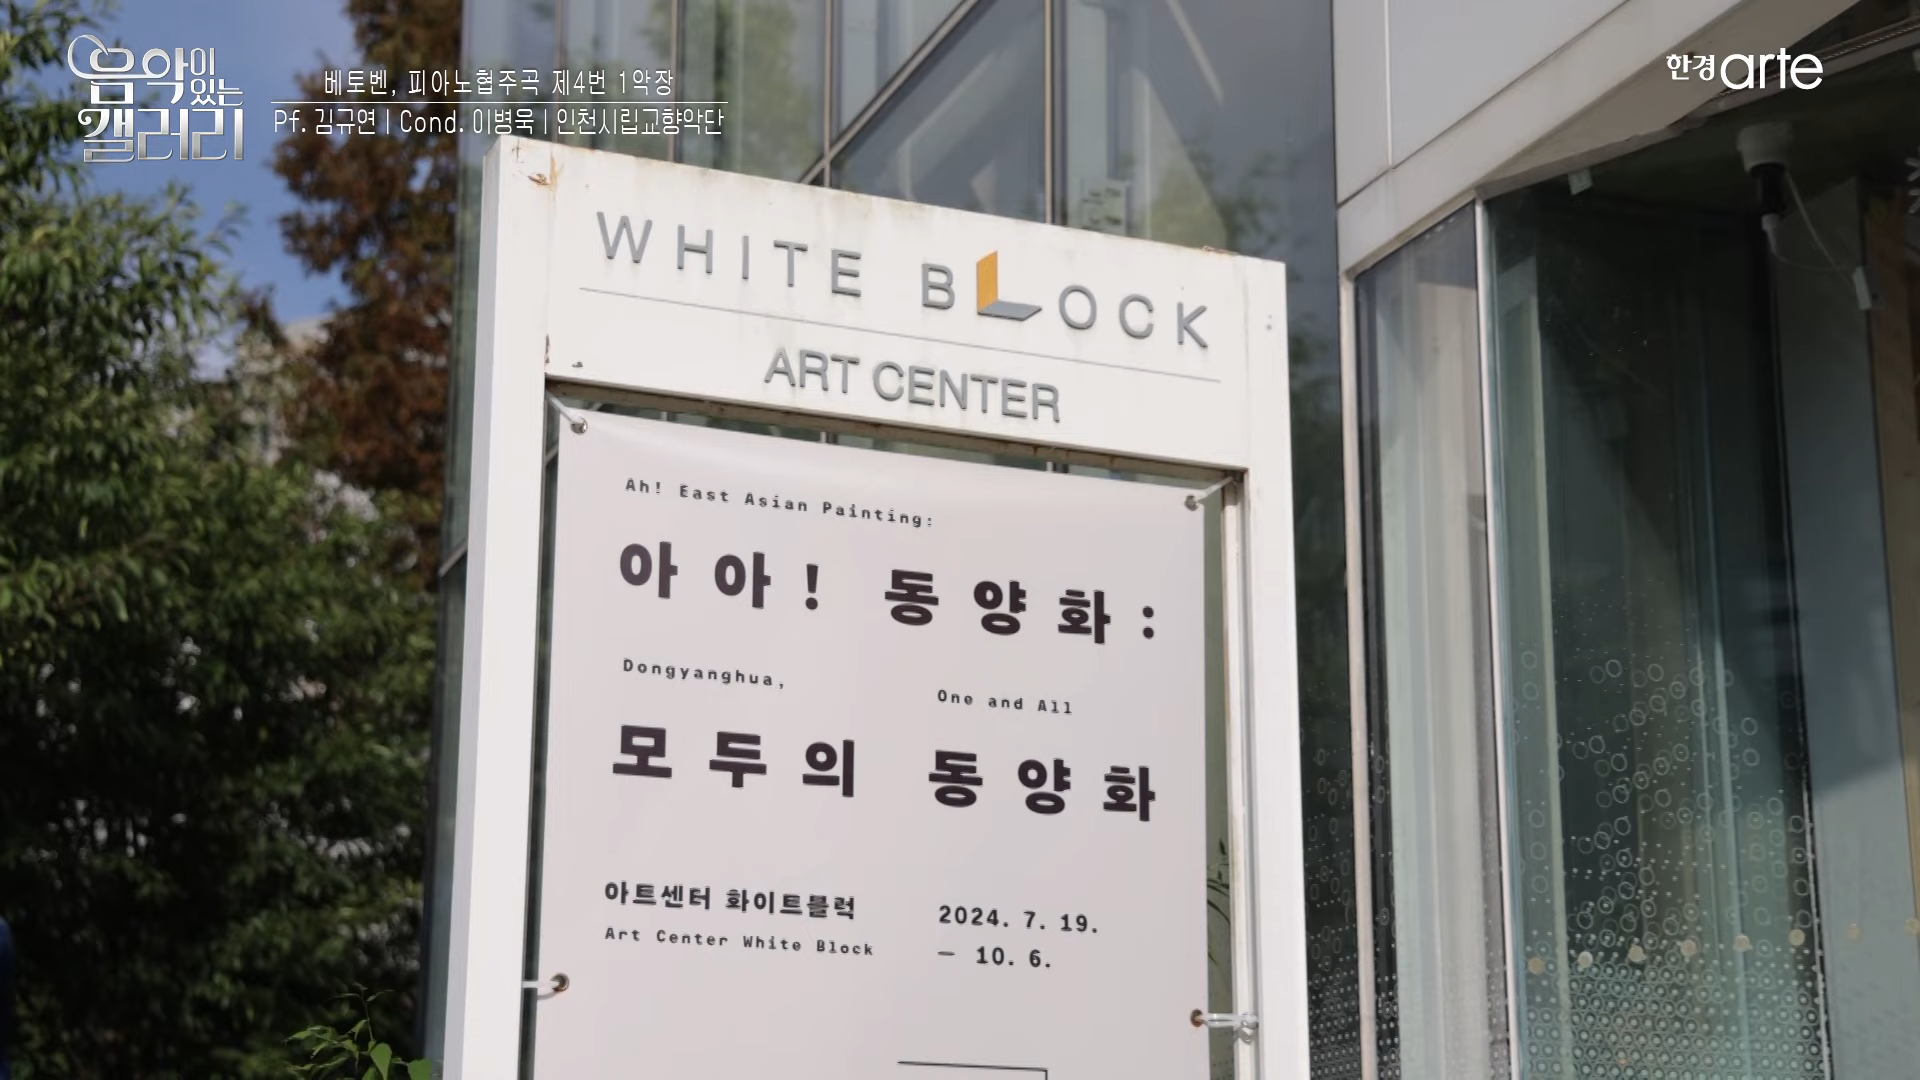 음악이
있는
갤러리
베토벤, 피아노협주곡 제4번 1악장
Pf. 김규연 | Cond. 이병욱 | 인천시립교향악단
한경arte
WHITE BLOCK
ART CENTER
Ah! East Asian Painting:
아아! 동양화:
Dongyanghua, One and All
모두의 동양화
아트센터 화이트블럭
Art Center White Block
2024. 7. 19.
– 10. 6.